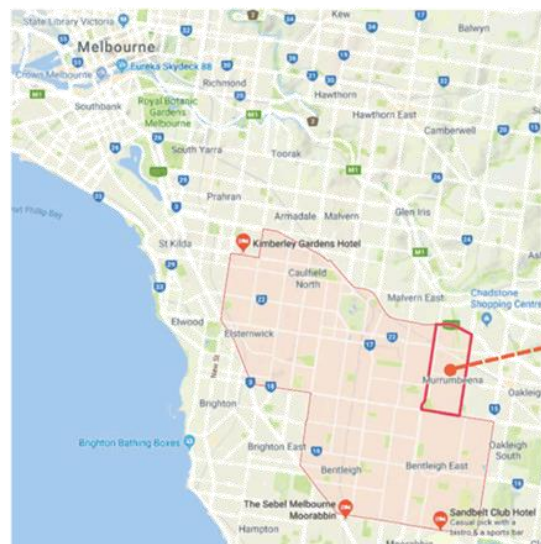 State Library Victoria
Kew
Balwyn
Melbourne
Eureka Skydeck 88
Crown Melbourne
Richmond
Hawthorn
Southbank
Royal Botanic
Gardens
Melbourne
Hawthorn East
Camberwell
South Yarra
Toorak
Prahran
Armadale
Malvern
Glen Iris
St Kilda
Kimberley Gardens Hotel
Caulfield
North
Malvern East
Chadstone
Shopping Centre
Elwood
Elsternwick
New St
Murrumbeena
Oakleigh
Brighton
Brighton Bathing Boxes
Brighton East
Oakleigh
South
Bentleigh
Bentleigh East
The Sebel Melbourne
Moorabbin
Sandbelt Club Hotel
Casual pick with a
bistro & a sports bar
Hampton
Moorabbin